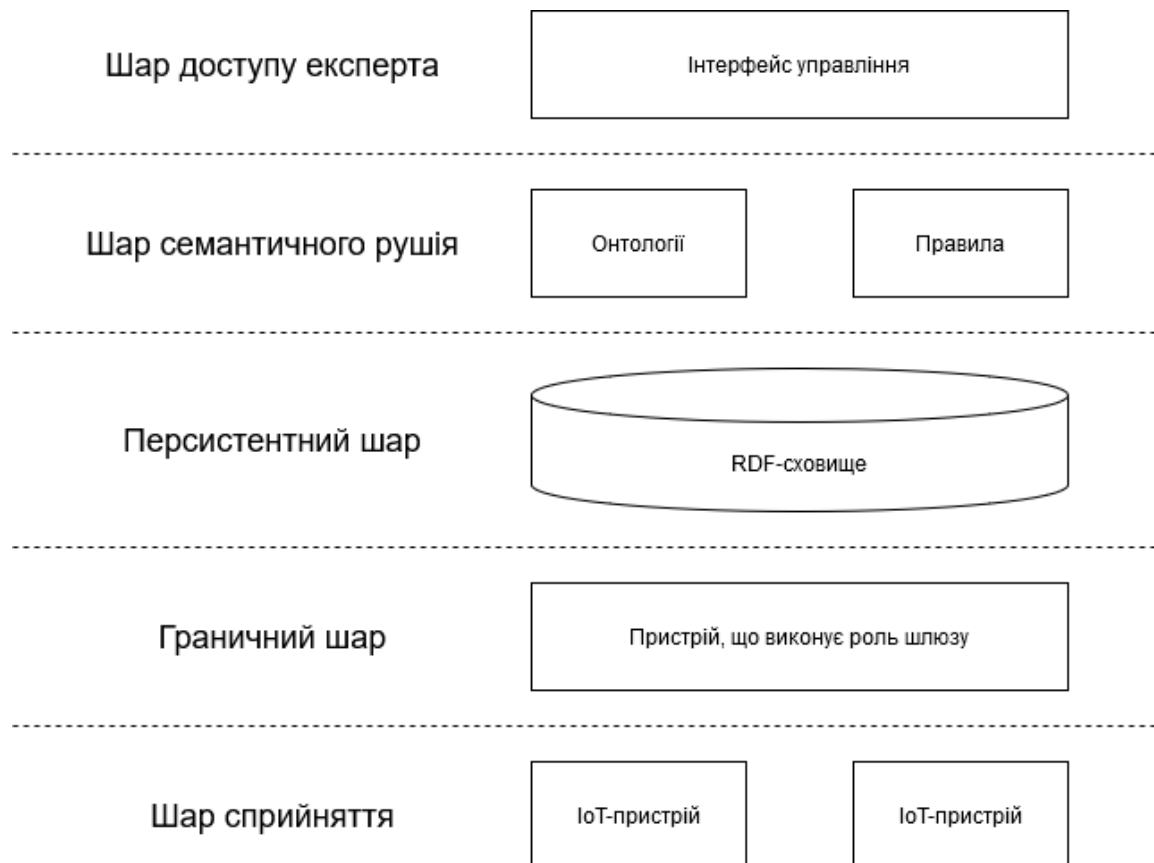 Шар доступу експерта
Інтерфейс управління
Шар семантичного рушія
Онтології
Правила
Персистентний шар
RDF-сховище
Граничний шар
Пристрій, що виконує роль шлюзу
Шар сприйняття
IoT-пристрій
IoT-пристрій